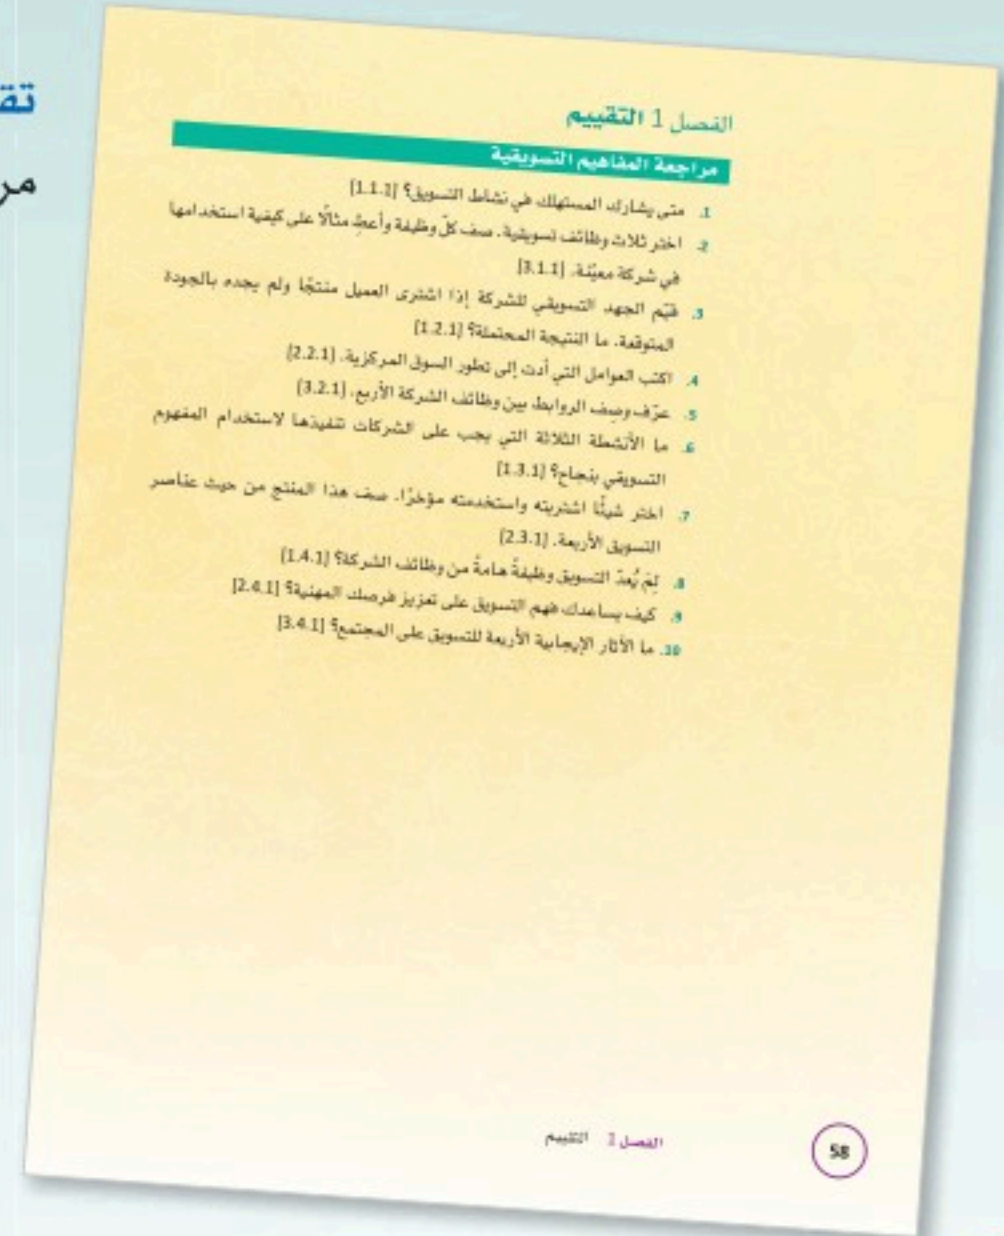 تق
مر
الفصل 1 التقييم
مراجعة المفاهيم التسويقية
1. متى يشارك المستهلك في نشاط التسويق؟ [1.1.1]
2. اختر ثلاث وظائف تسويقية. صف كلّ وظيفة وأعطِ مثالًا على كيفية استخدامها
في شركة معيّنة. [3.1.1]
3. قيّم الجهد التسويقي للشركة إذا اشترى العميل منتجًا ولم يجده بالجودة
المتوقعة. ما النتيجة المحتملة؟ [1.2.1]
4. اكتب العوامل التي أدت إلى تطور السوق المركزية. [2.2.1]
5. عرّف وصِف الروابط بين وظائف الشركة الأربع. [3.2.1]
6. ما الأنشطة الثلاثة التي يجب على الشركات تنفيذها لاستخدام المفهوم
التسويقي بنجاح؟ [1.3.1]
7. اختر شيئًا اشتريته واستخدمته مؤخرًا. صف هذا المنتج من حيث عناصر
التسويق الأربعة. [2.3.1]
8. لِمَ يُعدّ التسويق وظيفةً هامةً من وظائف الشركة؟ [1.4.1]
9. كيف يساعدك فهم التسويق على تعزيز فرصك المهنية؟ [2.4.1]
10. ما الآثار الإيجابية الأربعة للتسويق على المجتمع؟ [3.4.1]
58
الفصل 1 التقييم